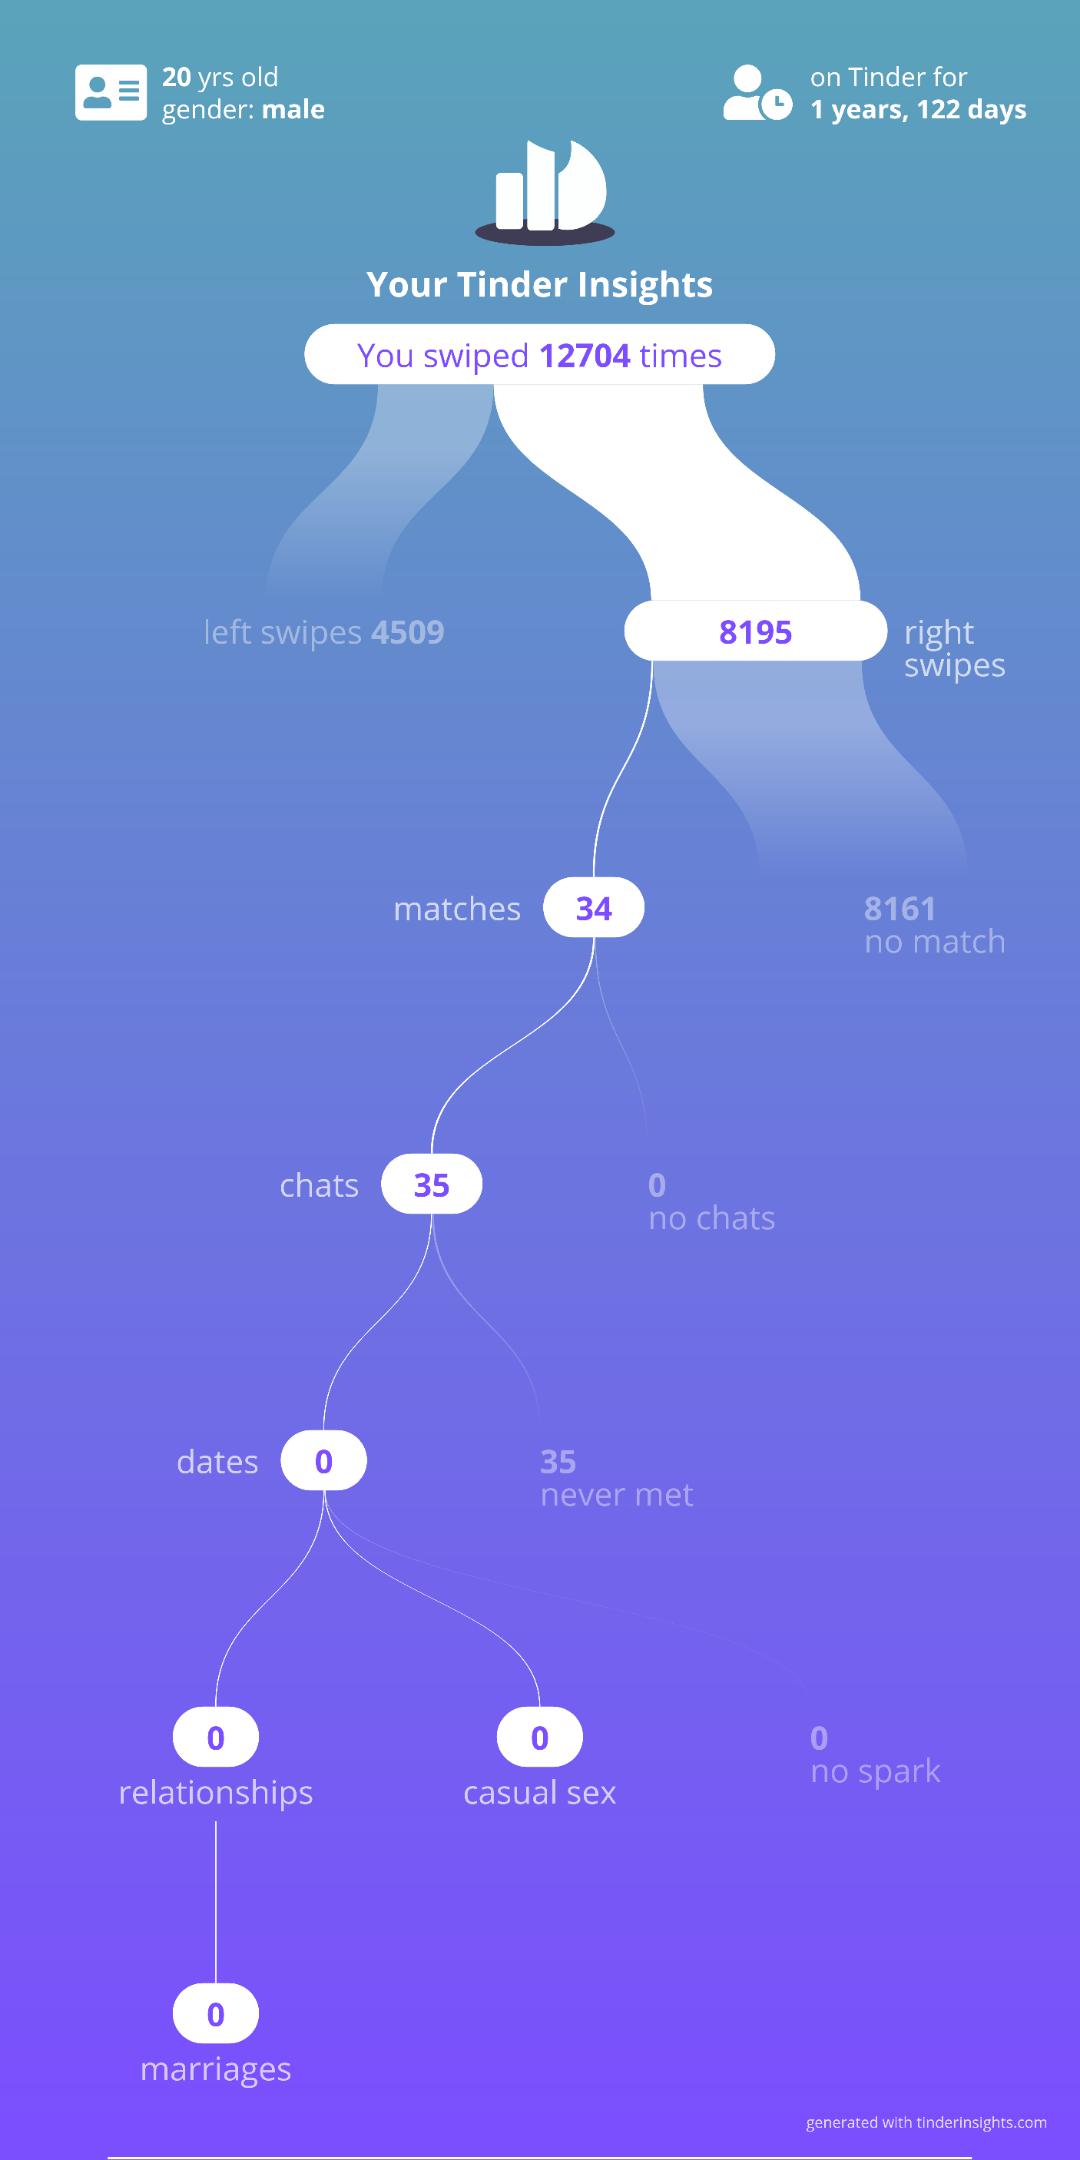 20 yrs old
gender: male
on Tinder for
1 years, 122 days
Your Tinder Insights
You swiped 12704 times
left swipes 4509
8195
right
swipes
matches
34
8161
no match
chats
35
0
no chats
dates
0
35
never met
0
relationships
0
casual sex
0
no spark
0
marriages
generated with tinderinsights.com